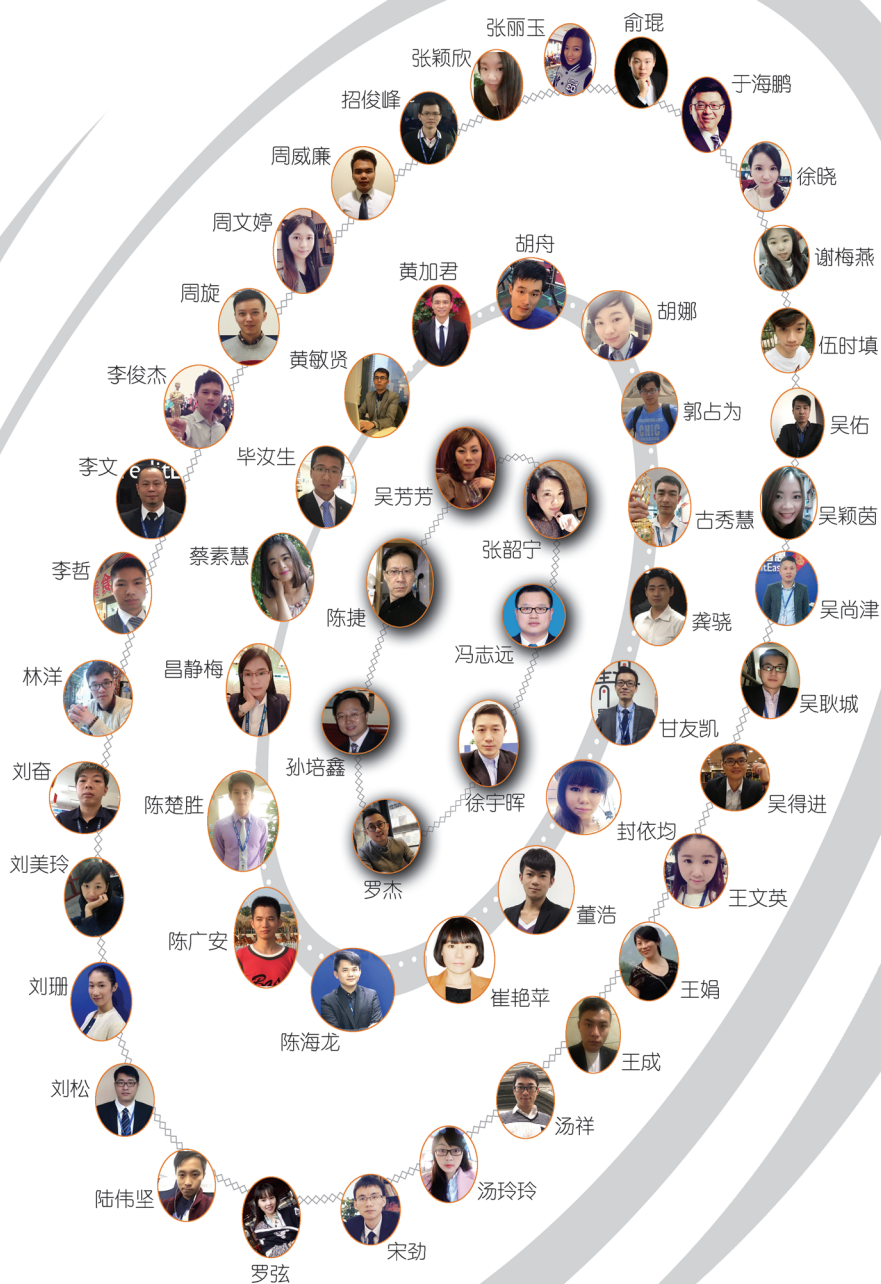 张丽玉
俞琨
张颖欣
于海鹏
招俊峰
周威廉
徐晓
周文婷
胡舟
谢梅燕
黄加君
周旋
胡娜
伍时填
黄敏贤
李俊杰
郭占为
吴佑
毕汝生
李文
吴芳芳
古秀慧
吴颖茵
张韶宁
蔡素慧
李哲
吴尚津
陈捷
龚骁
冯志远
昌静梅
林洋
吴耿城
甘友凯
孙培鑫
刘奋
徐宇晖
陈楚胜
吴得进
封依均
刘美玲
罗杰
王文英
董浩
陈广安
刘珊
王娟
崔艳苹
陈海龙
王成
刘松
汤祥
陆伟坚
汤玲玲
宋劲
罗弦